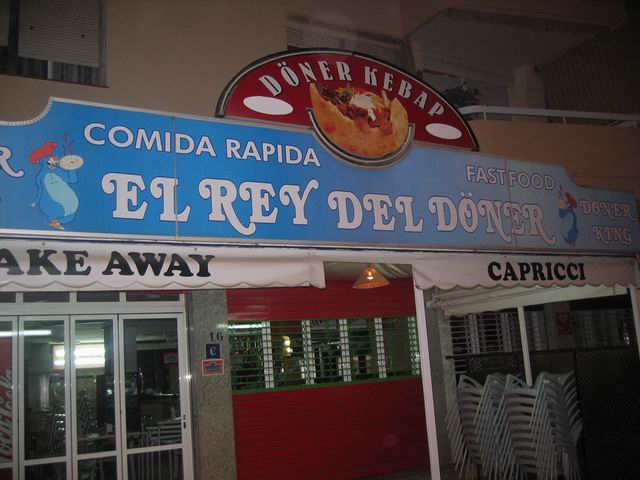 DÖNER KEBAP
COMIDA RAPIDA
FAST FOOD
EL REY DEL DÖNER
DÖNER
KING
AKE AWAY
CAPRICCI
16